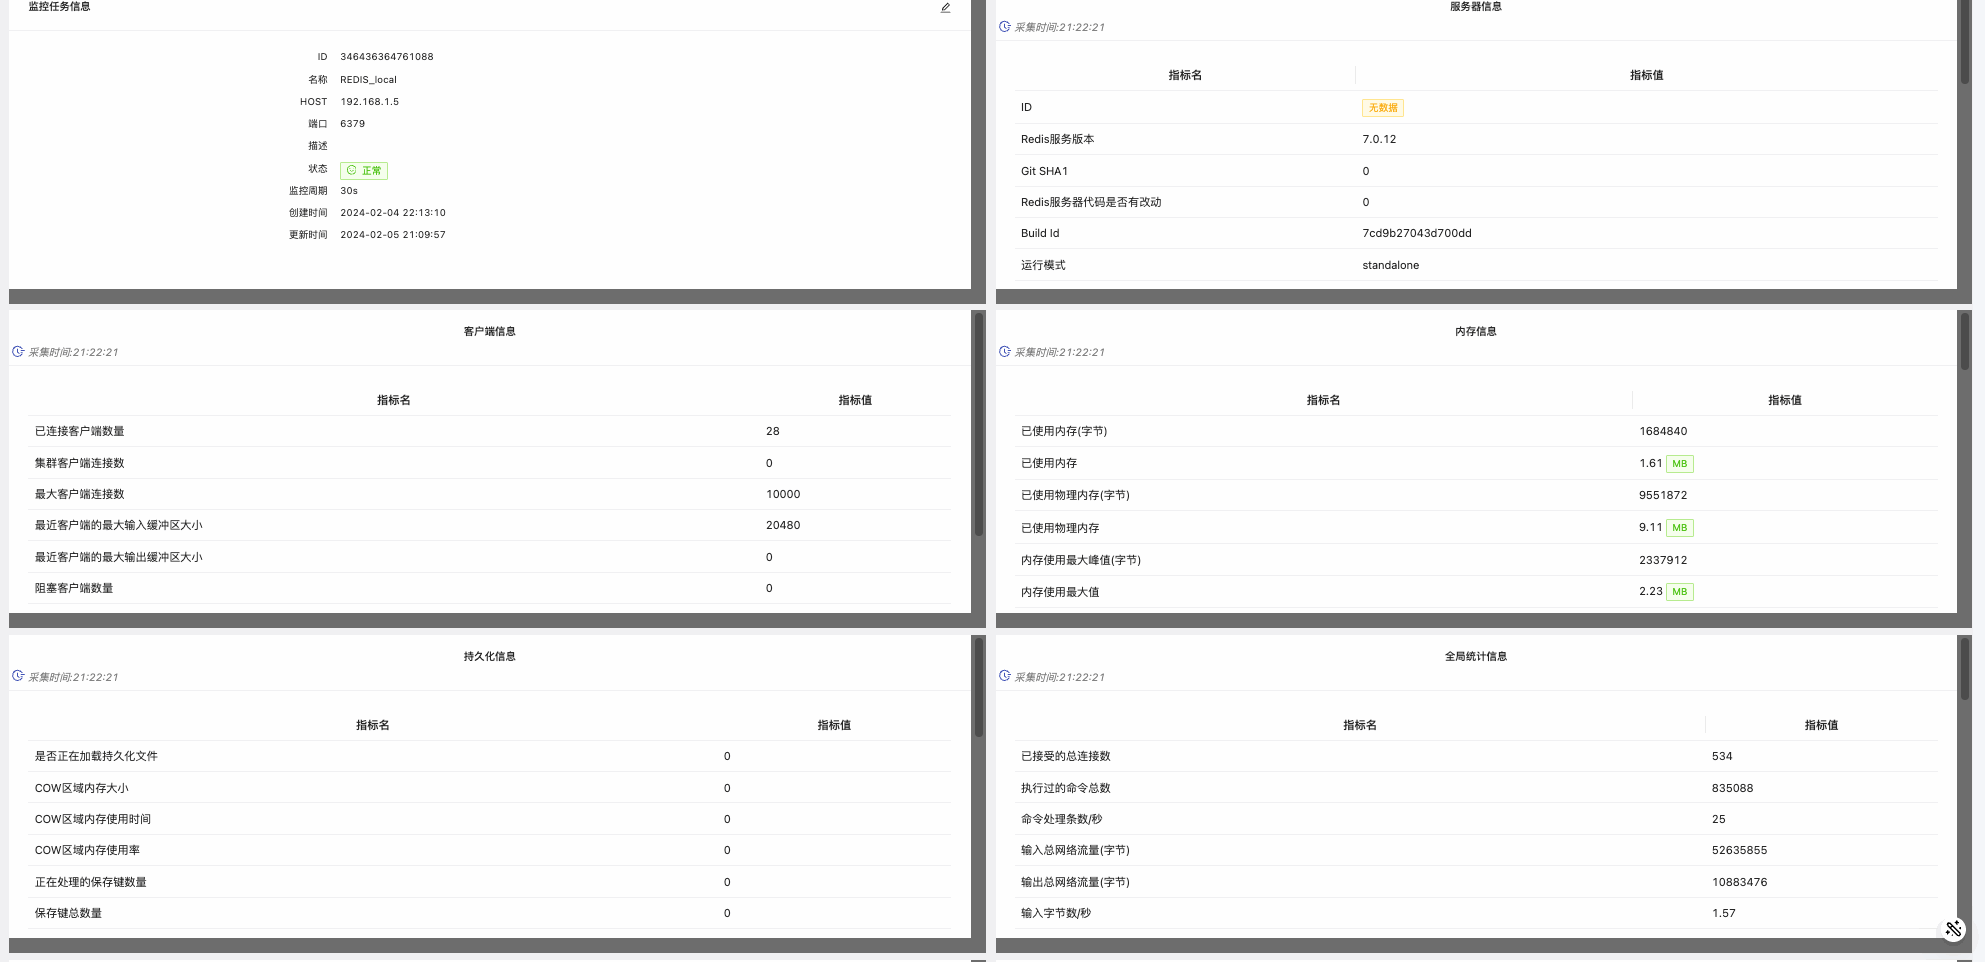 监控任务信息
ID 346436364761088
名称 REDIS_local
HOST 192.168.1.5
端口 6379
描述
状态 正常
监控周期 30s
创建时间 2024-02-04 22:13:10
更新时间 2024-02-05 21:09:57
服务器信息
采集时间:21:22:21
指标名 指标值
ID 无数据
Redis服务版本 7.0.12
Git SHA1 0
Redis服务器代码是否有改动 0
Build Id 7cd9b27043d700dd
运行模式 standalone
客户端信息
采集时间:21:22:21
指标名 指标值
已连接客户端数量 28
集群客户端连接数 0
最大客户端连接数 10000
最近客户端的最大输入缓冲区大小 20480
最近客户端的最大输出缓冲区大小 0
阻塞客户端数量 0
内存信息
采集时间:21:22:21
指标名 指标值
已使用内存(字节) 1684840
已使用内存 1.61 MB
已使用物理内存(字节) 9551872
已使用物理内存 9.11 MB
内存使用最大峰值(字节) 2337912
内存使用最大值 2.23 MB
持久化信息
采集时间:21:22:21
指标名 指标值
是否正在加载持久化文件 0
COW区域内存大小 0
COW区域内存使用时间 0
COW区域内存使用率 0
正在处理的保存键数量 0
保存键总数量 0
全局统计信息
采集时间:21:22:21
指标名 指标值
已接受的总连接数 534
执行过的命令总数 835088
命令处理条数/秒 25
输入总网络流量(字节) 52635855
输出总网络流量(字节) 10883476
输入字节数/秒 1.57